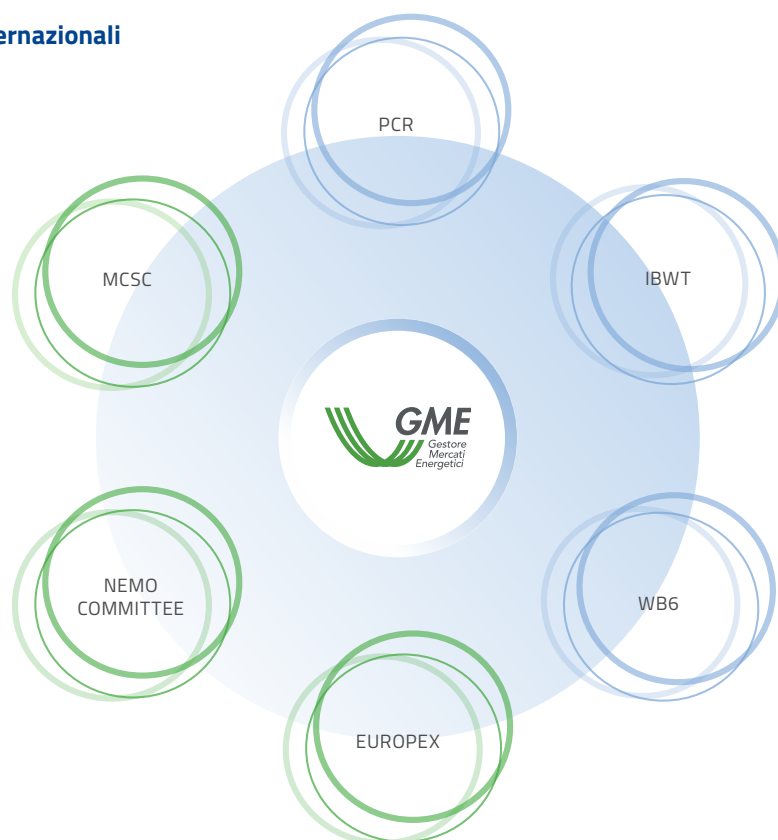 ernazionali
PCR
MCSC
IBWT
GME
Gestore
Mercati
Energetici
NEMO
COMMITTEE
WB6
EUROPEX